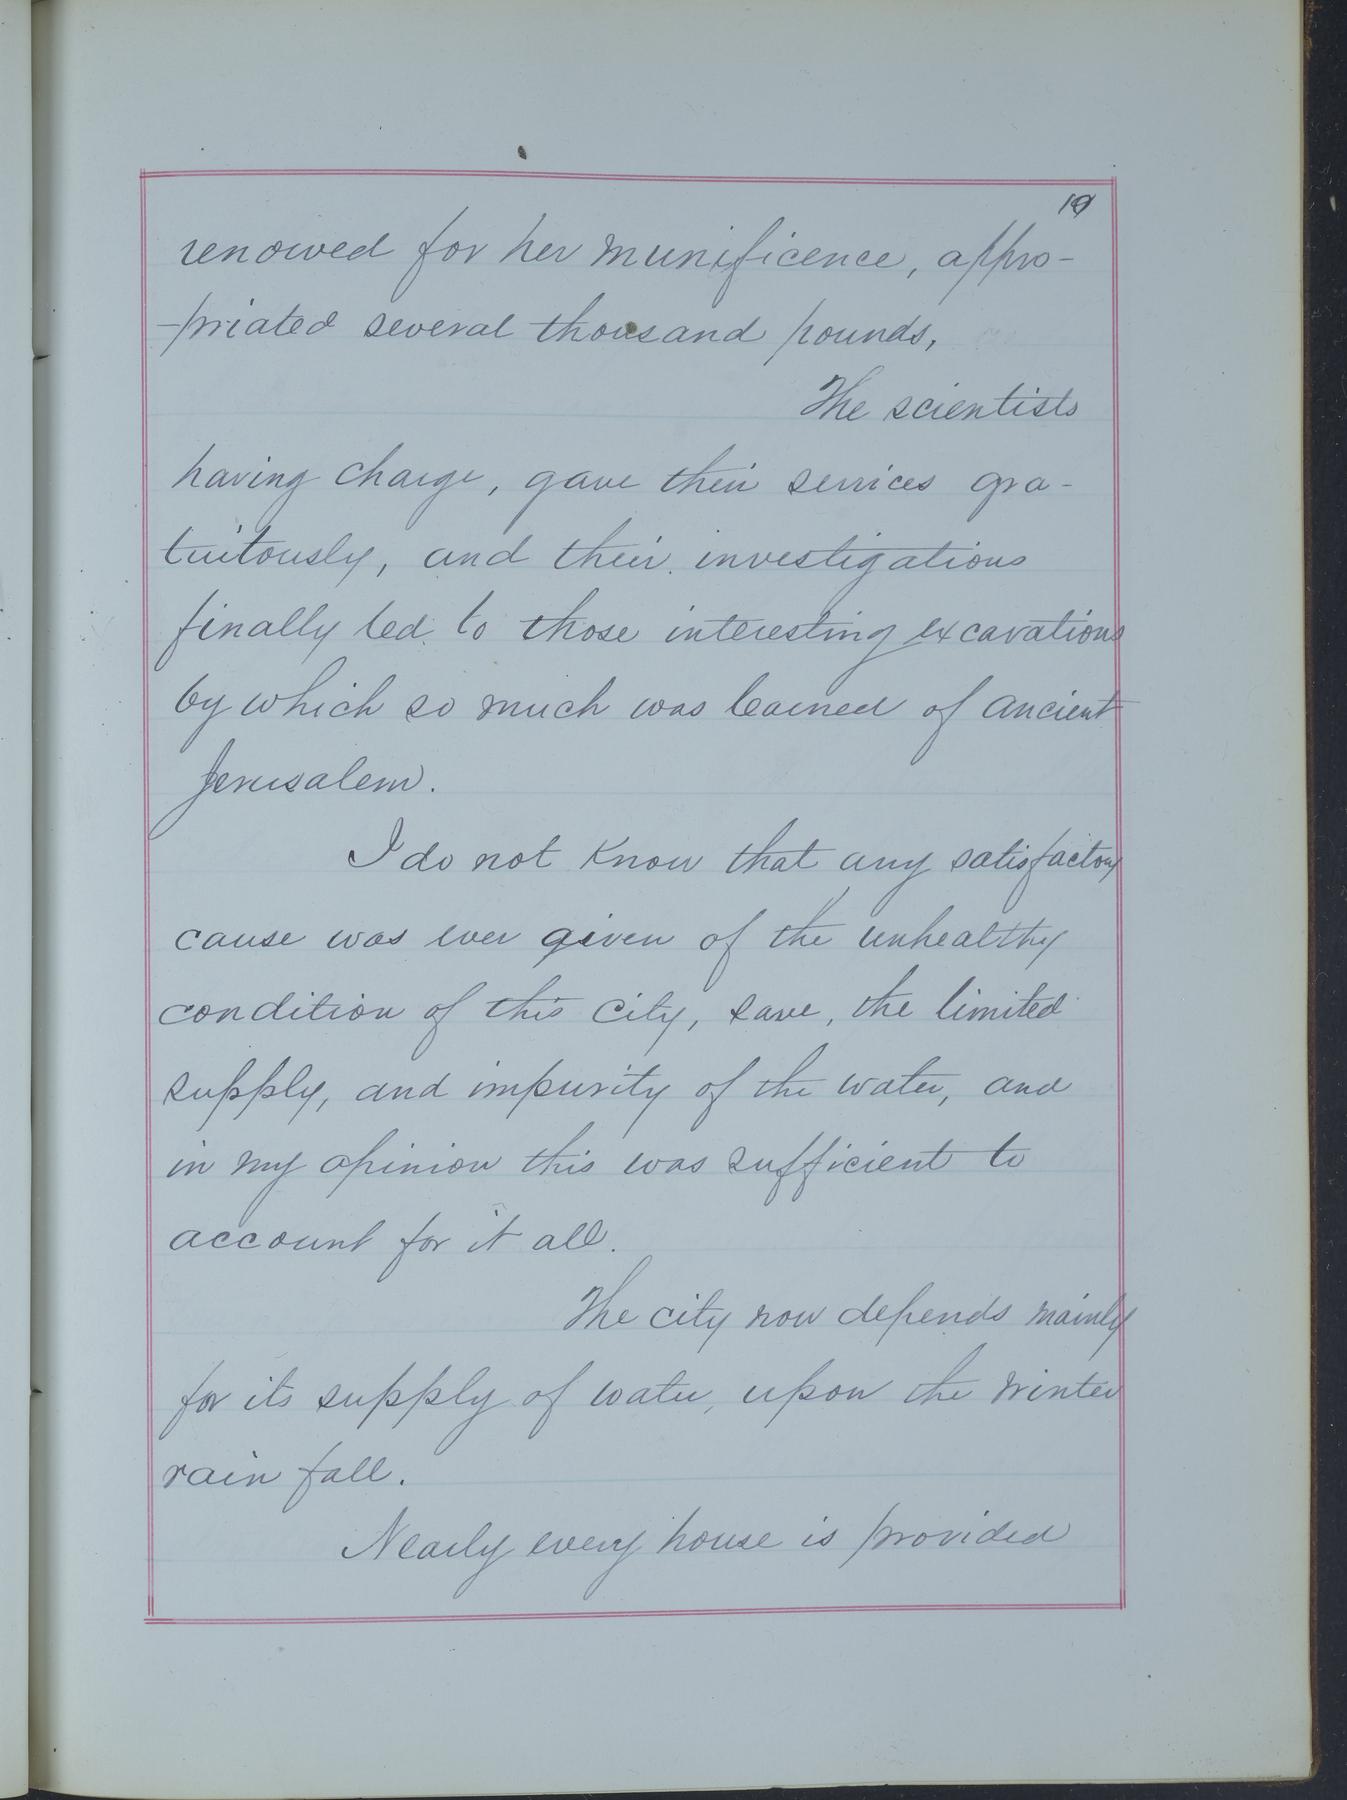 19
renowed for her munificence, appro-
-priated several thousand pounds,
The scientists
having charge, gave their services gra-
tuitously, and their investigations
finally led to those interesting excavations
by which so much was learned of ancient
Jerusalem.
I do not know that any satisfactory
cause was ever given of the unhealthy
condition of this city, save, the limited
supply, and impurity of the water, and
in my opinion this was sufficient to
account for it all.
The city now depends mainly
for its supply of water, upon the winter
rain fall.
Nearly every house is provided